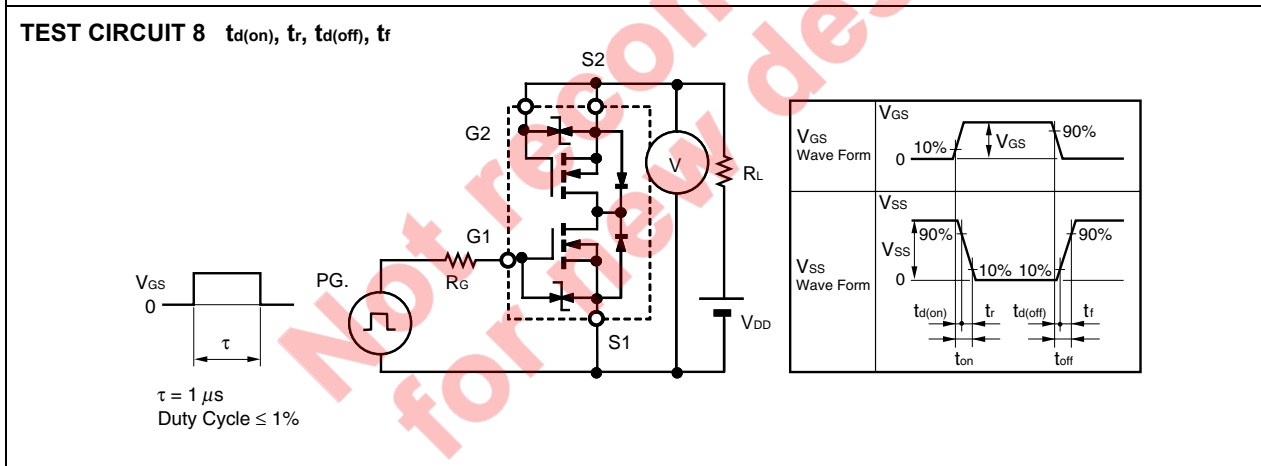 TEST CIRCUIT 8 td(on), tr, td(off), tf
S2
G2
V
RL
G1
RG
PG.
VGS
0
τ
VDD
S1
τ = 1 μs
Duty Cycle ≤ 1%
VGS
Wave Form
VGS
10%
0
VGS
90%
VSS
Wave Form
VSS
90%
VSS
0
10%
10%
90%
td(on)
tr
td(off)
tf
ton
toff
Not recom
for new des